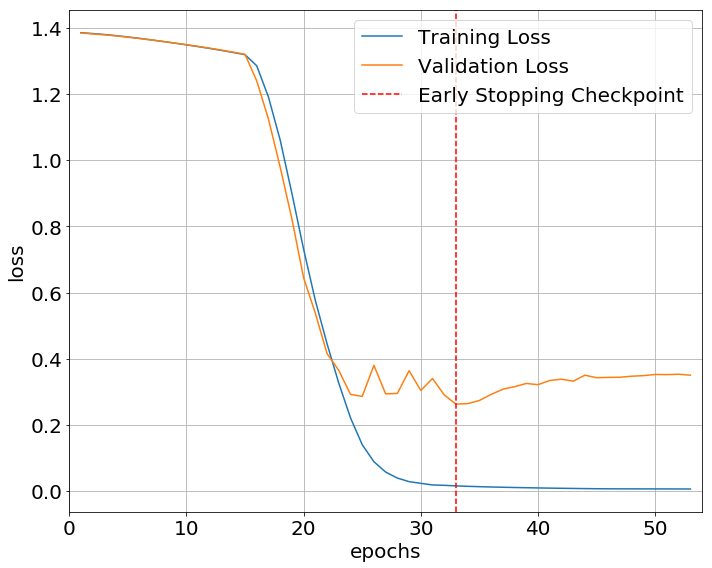 Training Loss
Validation Loss
Early Stopping Checkpoint
loss
1.4
1.2
1.0
0.8
0.6
0.4
0.2
0.0
0 10 20 30 40 50
epochs